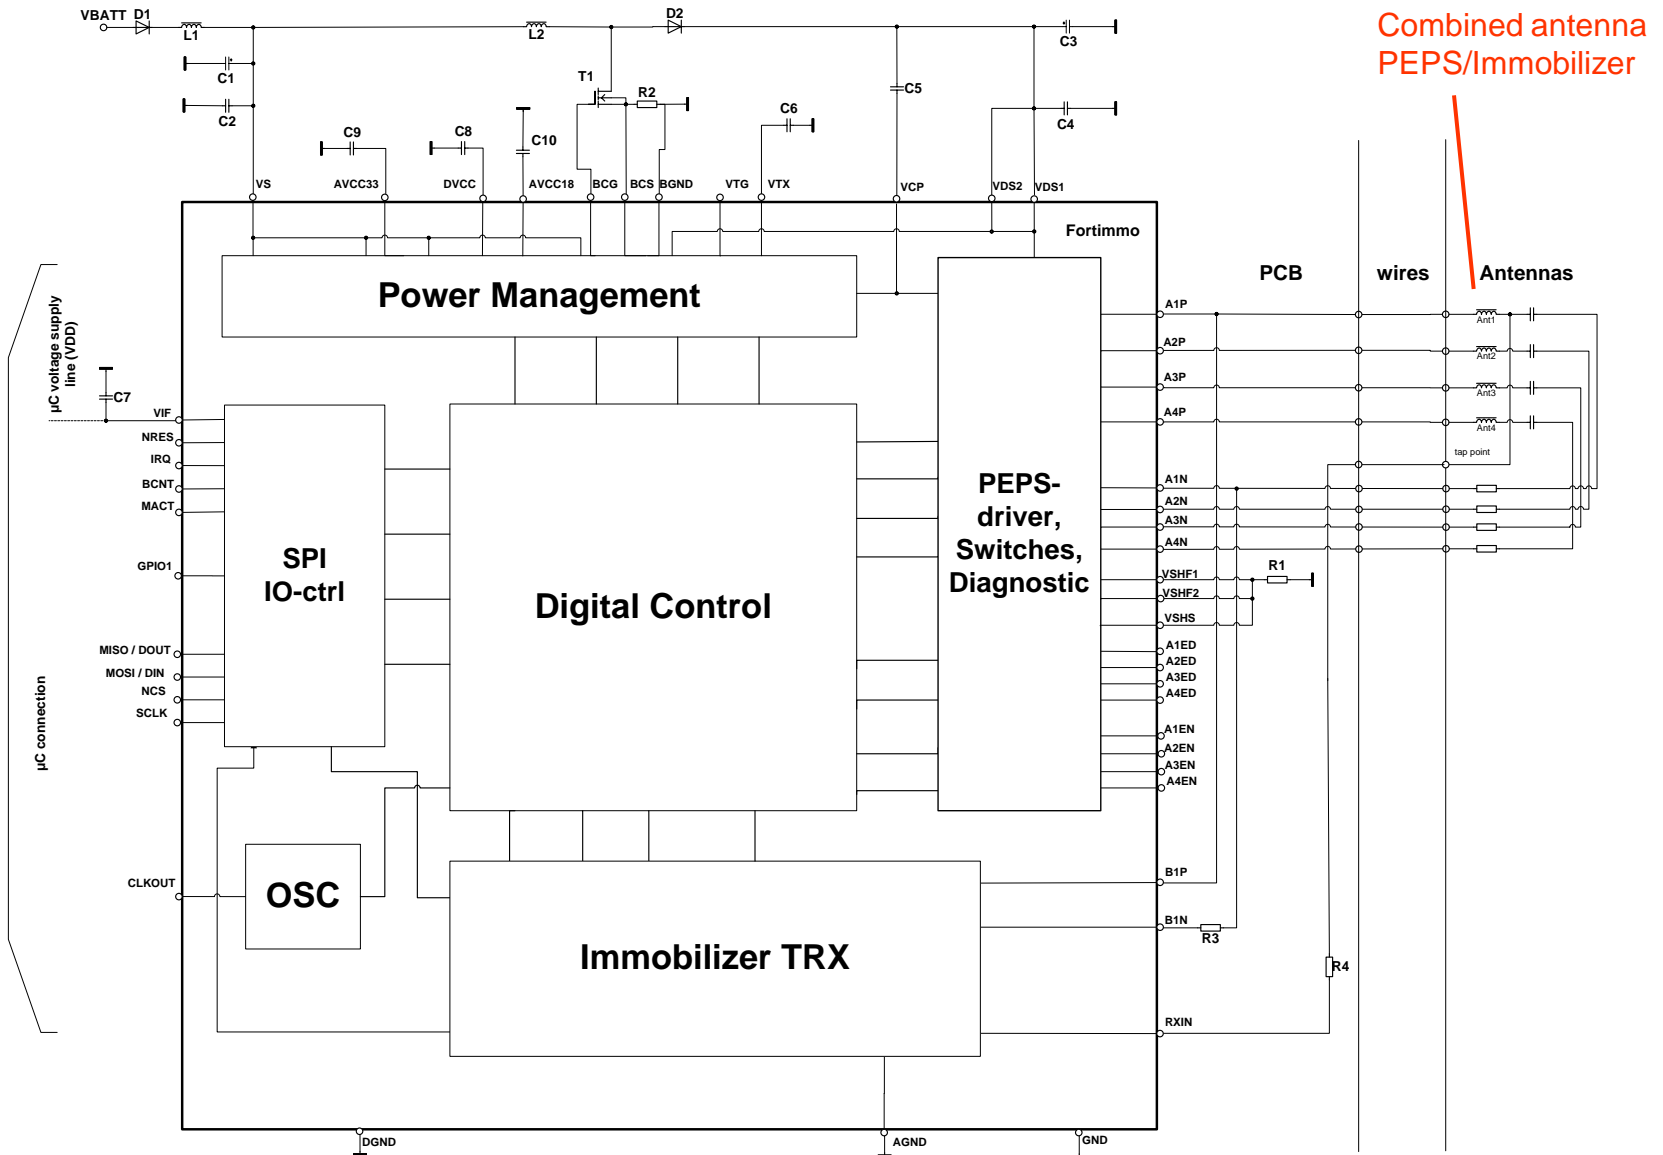 Combined antenna
PEPS/Immobilizer
VBATT
D1
L1
L2
D2
C3
C1
C2
T1
R2
C5
C4
C6
C9
C8
C10
VS
AVCC33
DVCC
AVCC18
BCG
BCS
BGND
VTG
VTX
VCP
VDS2
VDS1
Fortimmo
PCB
wires
Antennas
Power Management
µC voltage supply
line (VDD)
C7
VIF
NRES
IRQ
BCNT
MACT
GPIO1
MISO / DOUT
MOSI / DIN
NCS
SCLK
µC connection
CLKOUT
SPI
IO-ctrl
Digital Control
PEPS-
driver,
Switches,
Diagnostic
OSC
Immobilizer TRX
A1P
A2P
A3P
A4P
Ant1
Ant2
Ant3
Ant4
tap point
A1N
A2N
A3N
A4N
VSHF1
VSHF2
VSHS
R1
A1ED
A2ED
A3ED
A4ED
A1EN
A2EN
A3EN
A4EN
B1P
B1N
R3
R4
RXIN
DGND
AGND
GND